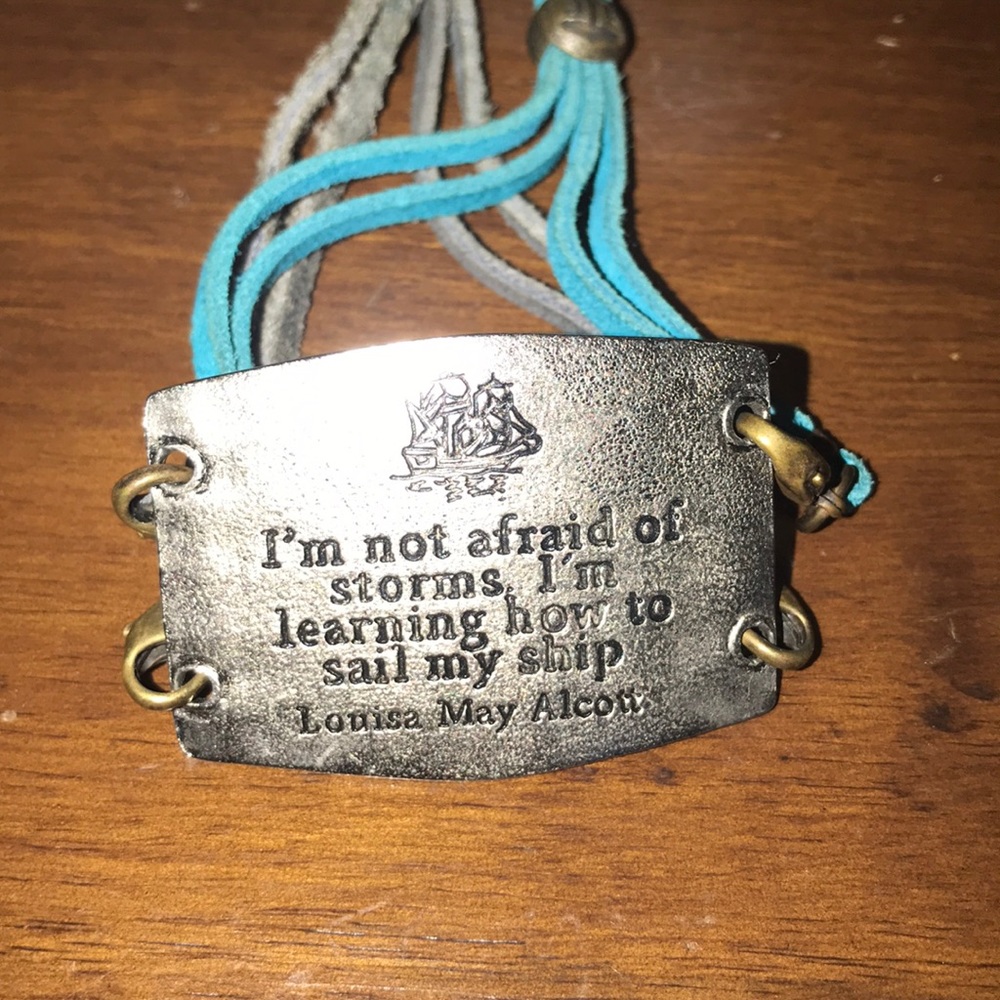 I'm not afraid of
storms, I'm
learning how to
sail my ship
Louisa May Alcott